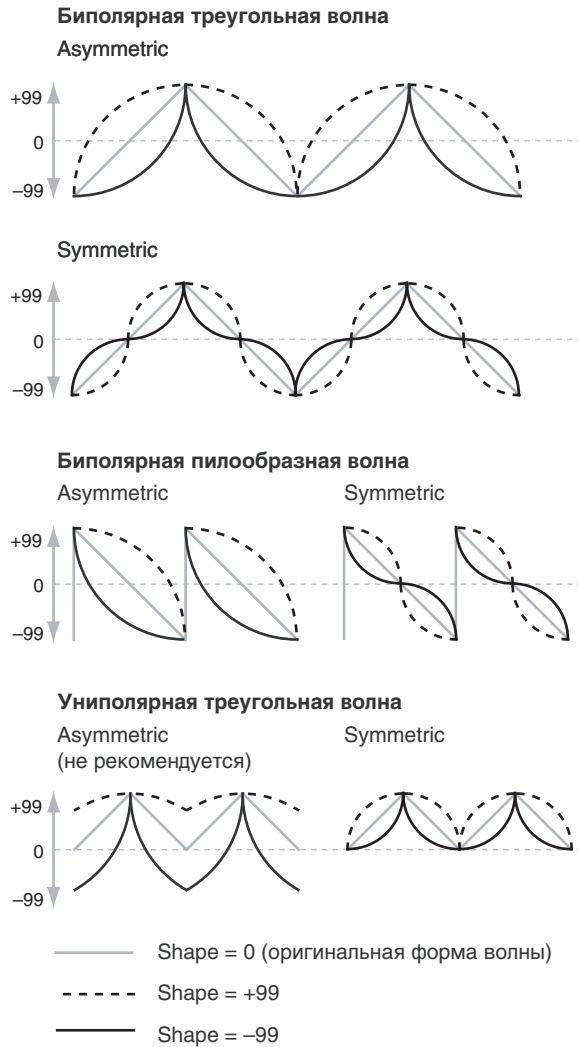 Биполярная треугольная волна
Asymmetric
+99
0
–99
Symmetric
+99
0
–99
Биполярная пилообразная волна
Asymmetric
Symmetric
+99
0
–99
Униполярная треугольная волна
Asymmetric
(не рекомендуется)
Symmetric
+99
0
–99
Shape = 0 (оригинальная форма волны)
Shape = +99
Shape = –99